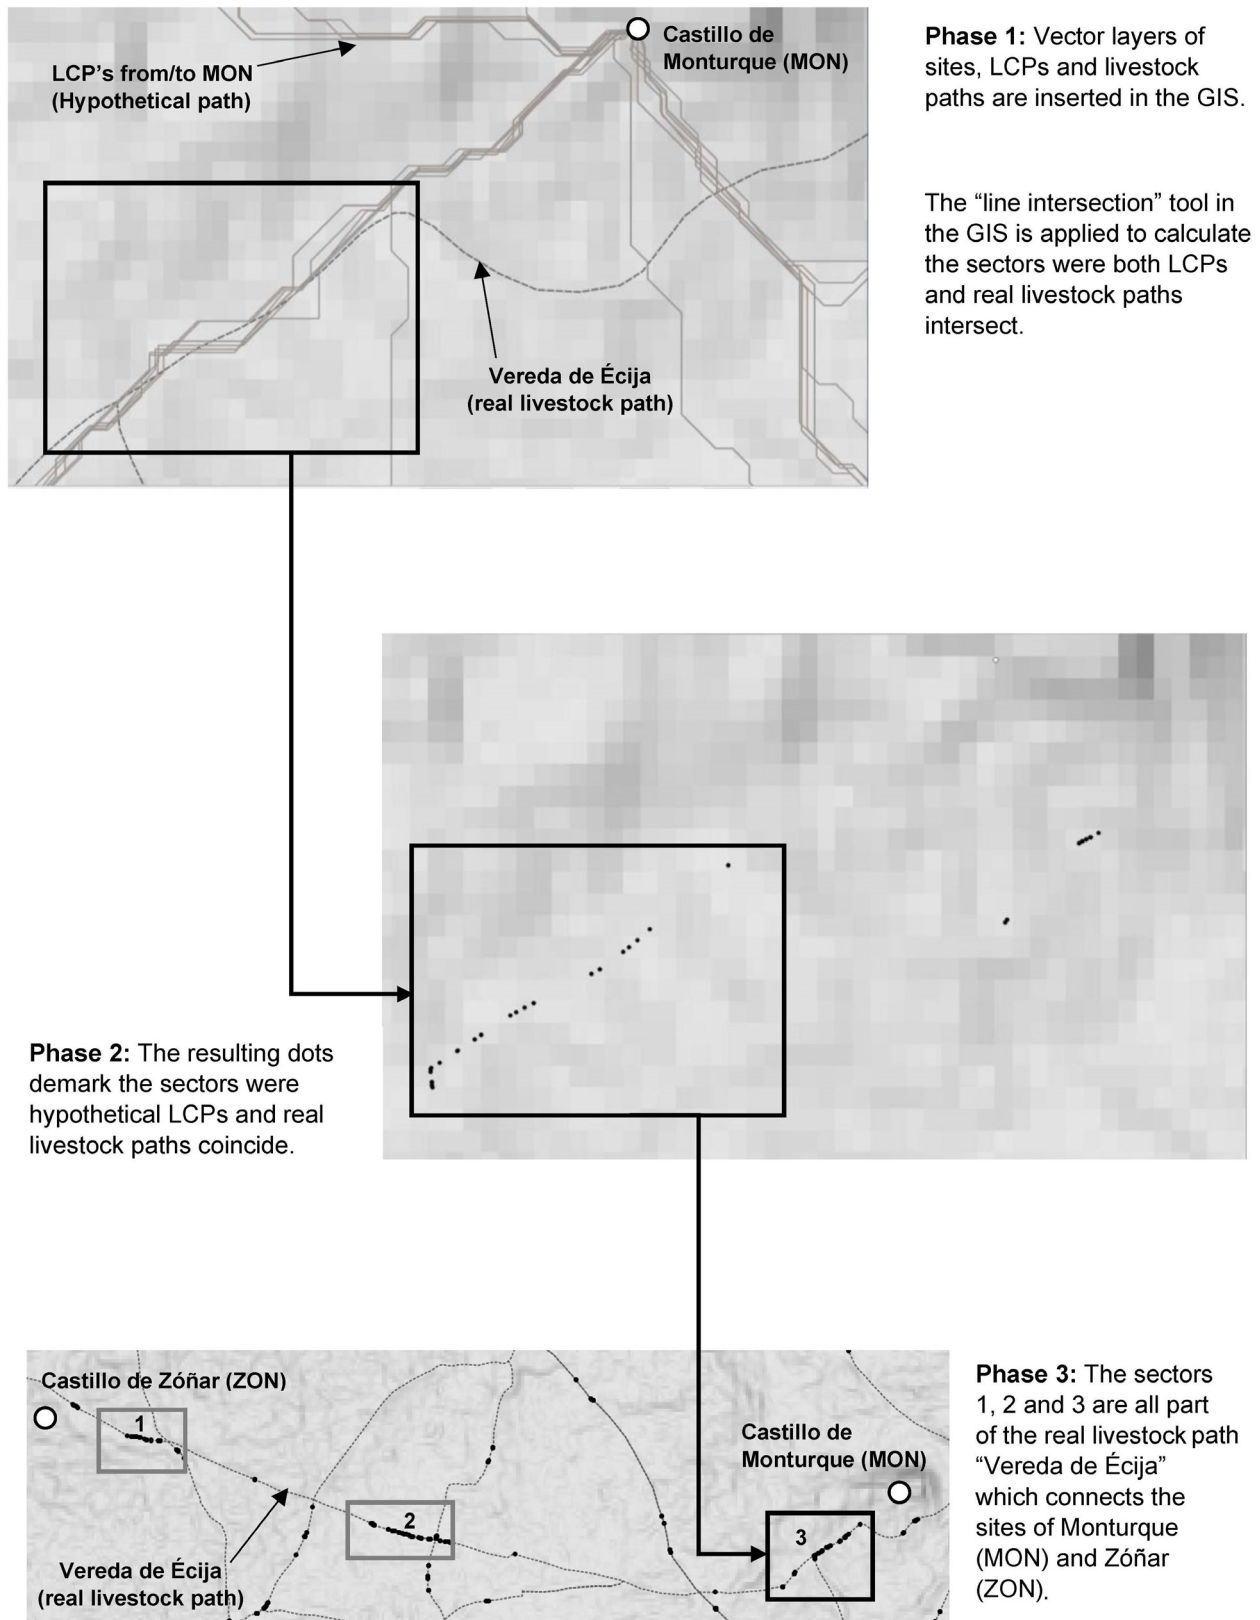 LCP's from/to MON
(Hypothetical path)
Castillo de
Monturque (MON)
Vereda de Écija
(real livestock path)
Phase 1: Vector layers of
sites, LCPs and livestock
paths are inserted in the GIS.
The “line intersection” tool in
the GIS is applied to calculate
the sectors were both LCPs
and real livestock paths
intersect.
Phase 2: The resulting dots
demark the sectors were
hypothetical LCPs and real
livestock paths coincide.
Castillo de Zóñar (ZON)
1
2
3
Castillo de
Monturque (MON)
Vereda de Écija
(real livestock path)
Phase 3: The sectors
1, 2 and 3 are all part
of the real livestock path
“Vereda de Écija”
which connects the
sites of Monturque
(MON) and Zóñar
(ZON).